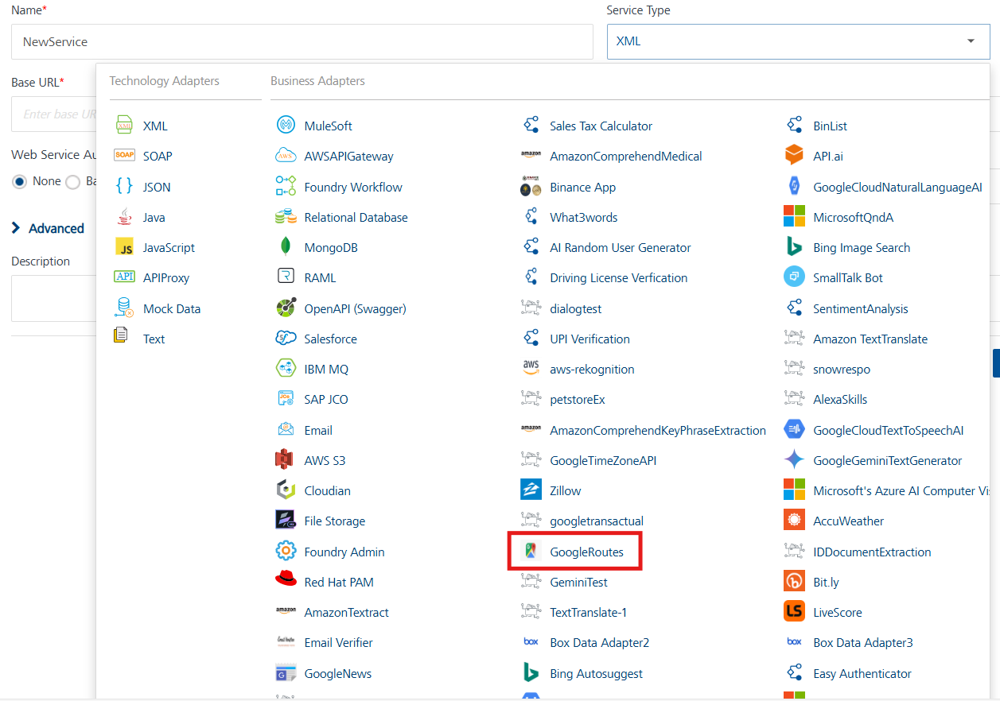 Name*
Service Type
NewService
XML
Base URL*
Enter base UR
Web Service Au
None
Ba
Advanced
Description
Technology Adapters
XML
SOAP
JSON
Java
JavaScript
APIProxy
Mock Data
Text
Business Adapters
MuleSoft
AWSAPIGateway
Foundry Workflow
Relational Database
MongoDB
RAML
OpenAPI (Swagger)
Salesforce
IBM MQ
SAP JCO
Email
AWS S3
Cloudian
File Storage
Foundry Admin
Red Hat PAM
AmazonTextract
Email Verifier
GoogleNews
Sales Tax Calculator
AmazonComprehendMedical
Binance App
What3words
AI Random User Generator
Driving License Verfication
dialogtest
UPI Verification
aws-rekognition
petstoreEx
AmazonComprehendKeyPhraseExtraction
GoogleTimeZoneAPI
Zillow
googletransactual
GoogleRoutes
GeminiTest
TextTranslate-1
Box Data Adapter2
Bing Autosuggest
BinList
API.ai
GoogleCloudNaturalLanguageAI
MicrosoftQndA
Bing Image Search
SmallTalk Bot
SentimentAnalysis
Amazon TextTranslate
snowrespo
AlexaSkills
GoogleCloudTextToSpeechAI
GoogleGeminiTextGenerator
Microsoft's Azure AI Computer Vi
AccuWeather
IDDocumentExtraction
Bit.ly
LiveScore
Box Data Adapter3
Easy Authenticator